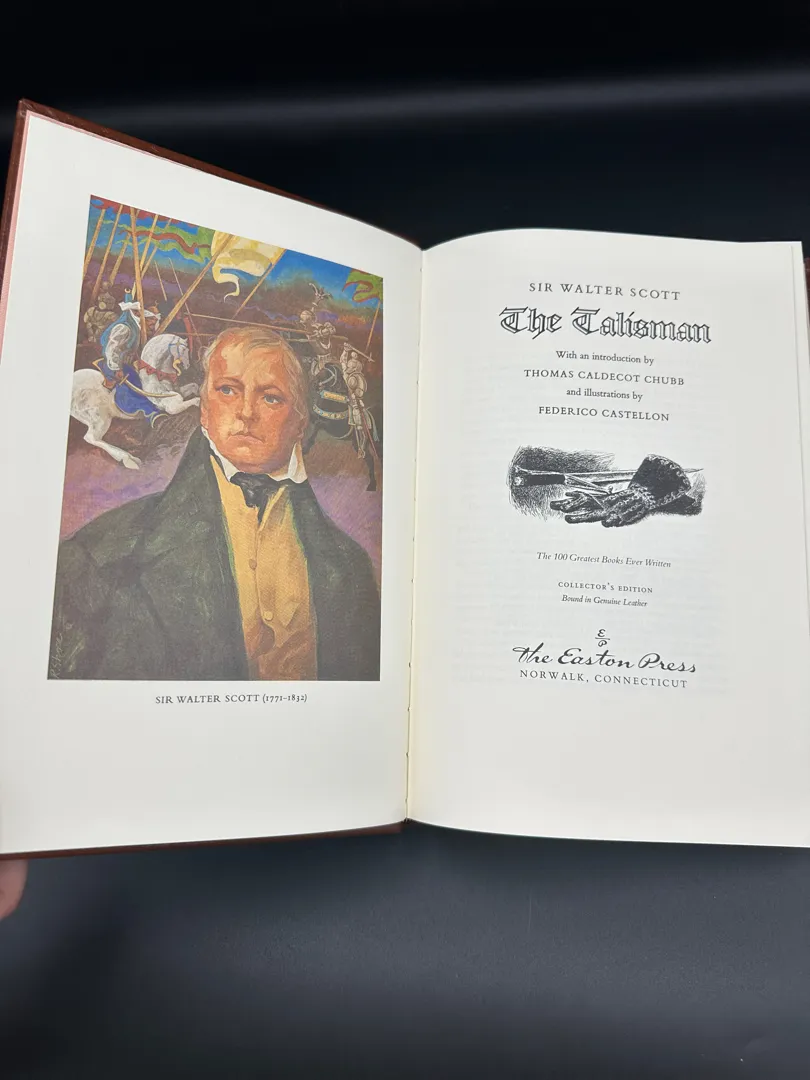 SIR WALTER SCOTT (1771–1832)
SIR WALTER SCOTT
The Talisman
With an introduction by
THOMAS CALDECOT CHUBB
and illustrations by
FEDERICO CASTELLON
The 100 Greatest Books Ever Written
COLLECTOR'S EDITION
Bound in Genuine Leather
E
P
The Easton Press
NORWALK, CONNECTICUT